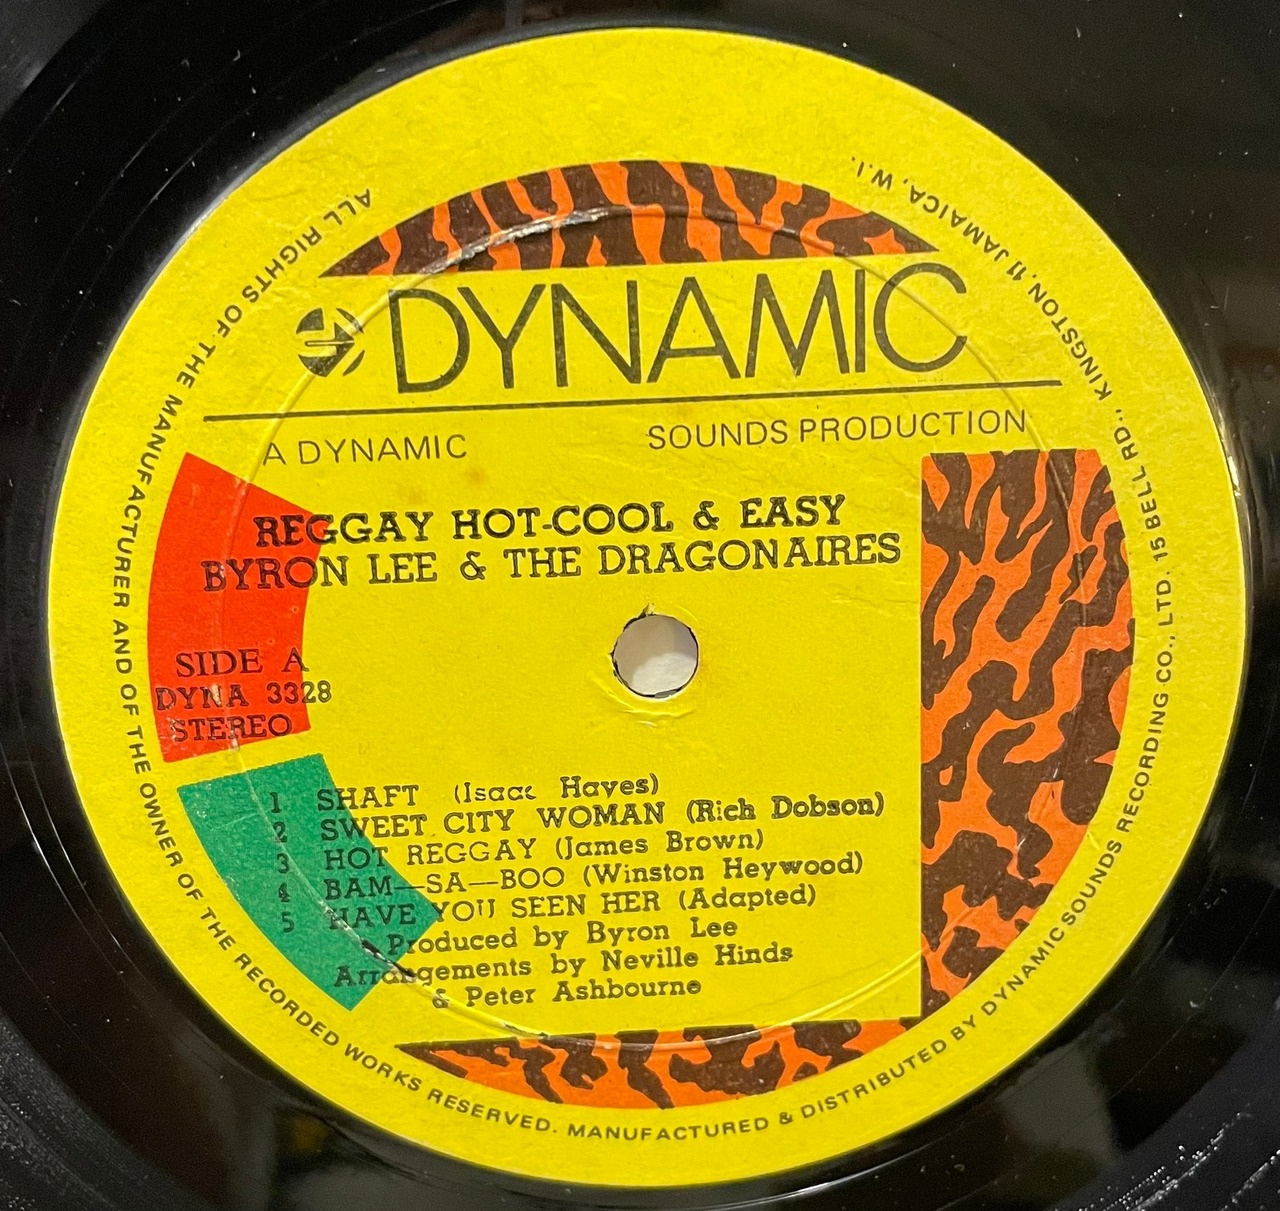 DYNAMIC
A DYNAMIC SOUNDS PRODUCTION
REGGAY HOT-COOL & EASY
BYRON LEE & THE DRAGONAIRES
SIDE A
DYNA 3328
STEREO
1 SHAFT (Isaac Hayes)
2 SWEET CITY WOMAN (Rich Dobson)
3 HOT REGGAY (James Brown)
4 BAM—SA—BOO (Winston Heywood)
5 HAVE YOU SEEN HER (Adapted)
Produced by Byron Lee
Arrangements by Neville Hinds
& Peter Ashbourne
ALL RIGHTS OF THE MANUFACTURER AND OF THE OWNER OF THE RECORDED WORKS RESERVED. MANUFACTURED & DISTRIBUTED BY DYNAMIC SOUNDS RECORDING CO., LTD. 15 BELL RD., KINGSTON, 11 JAMAICA, W.I.